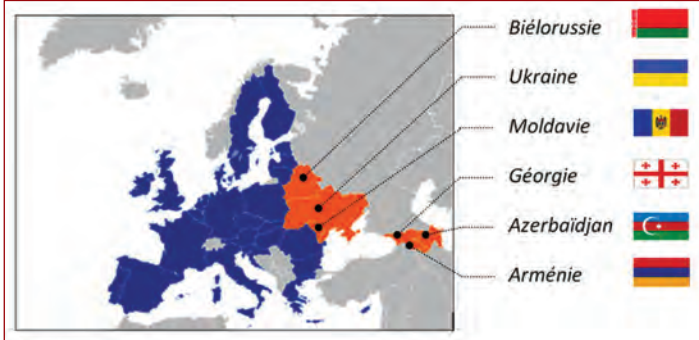 Biélorussie
Ukraine
Moldavie
Géorgie
Azerbaïdjan
Arménie